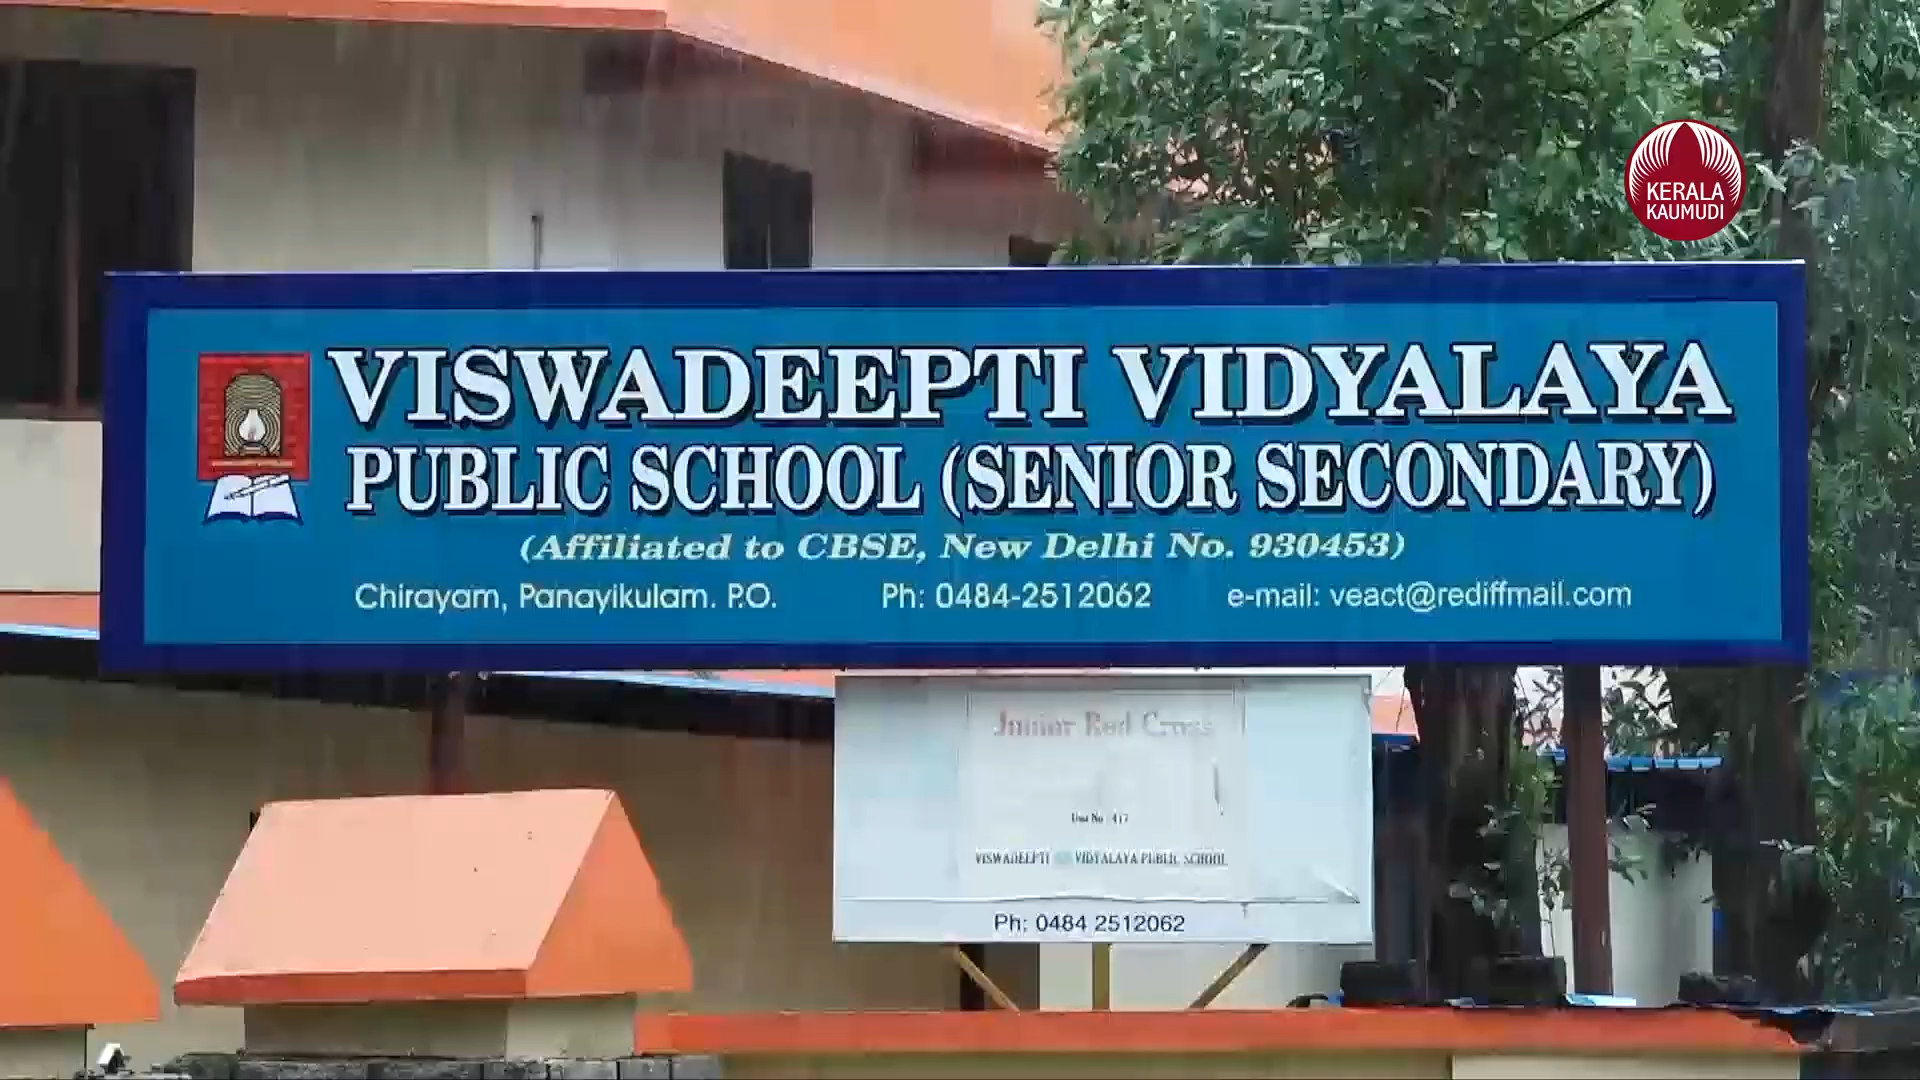 KERALA
KAUMUDI
VISWADEEPTI VIDYALAYA
PUBLIC SCHOOL (SENIOR SECONDARY)
(Affiliated to CBSE, New Delhi No. 930453)
Chirayam, Panayikulam. P.O. Ph: 0484-2512062 e-mail: veact@rediffmail.com
Junior Red Cross
VISWADEEPTI VIDYALAYA PUBLIC SCHOOL
Ph: 0484 2512062